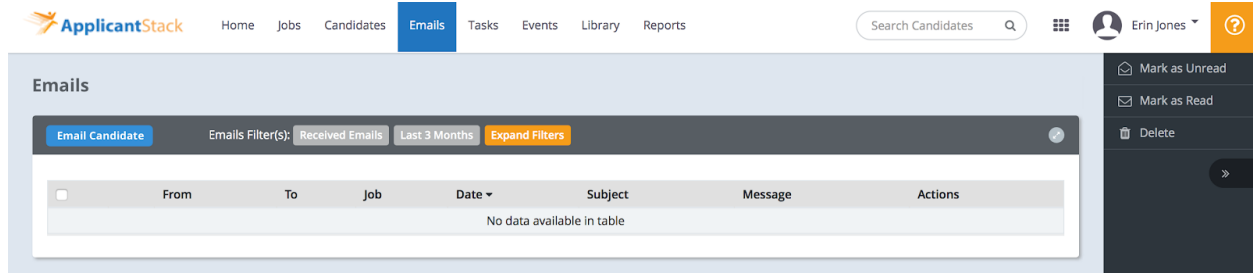 ApplicantStack Home Jobs Candidates Emails Tasks Events Library Reports Search Candidates Erin Jones ?
Mark as Unread
Emails
Mark as Read
Email Candidate Emails Filter(s): Received Emails Last 3 Months Expand Filters
Delete
From To Job Date Subject Message Actions
No data available in table